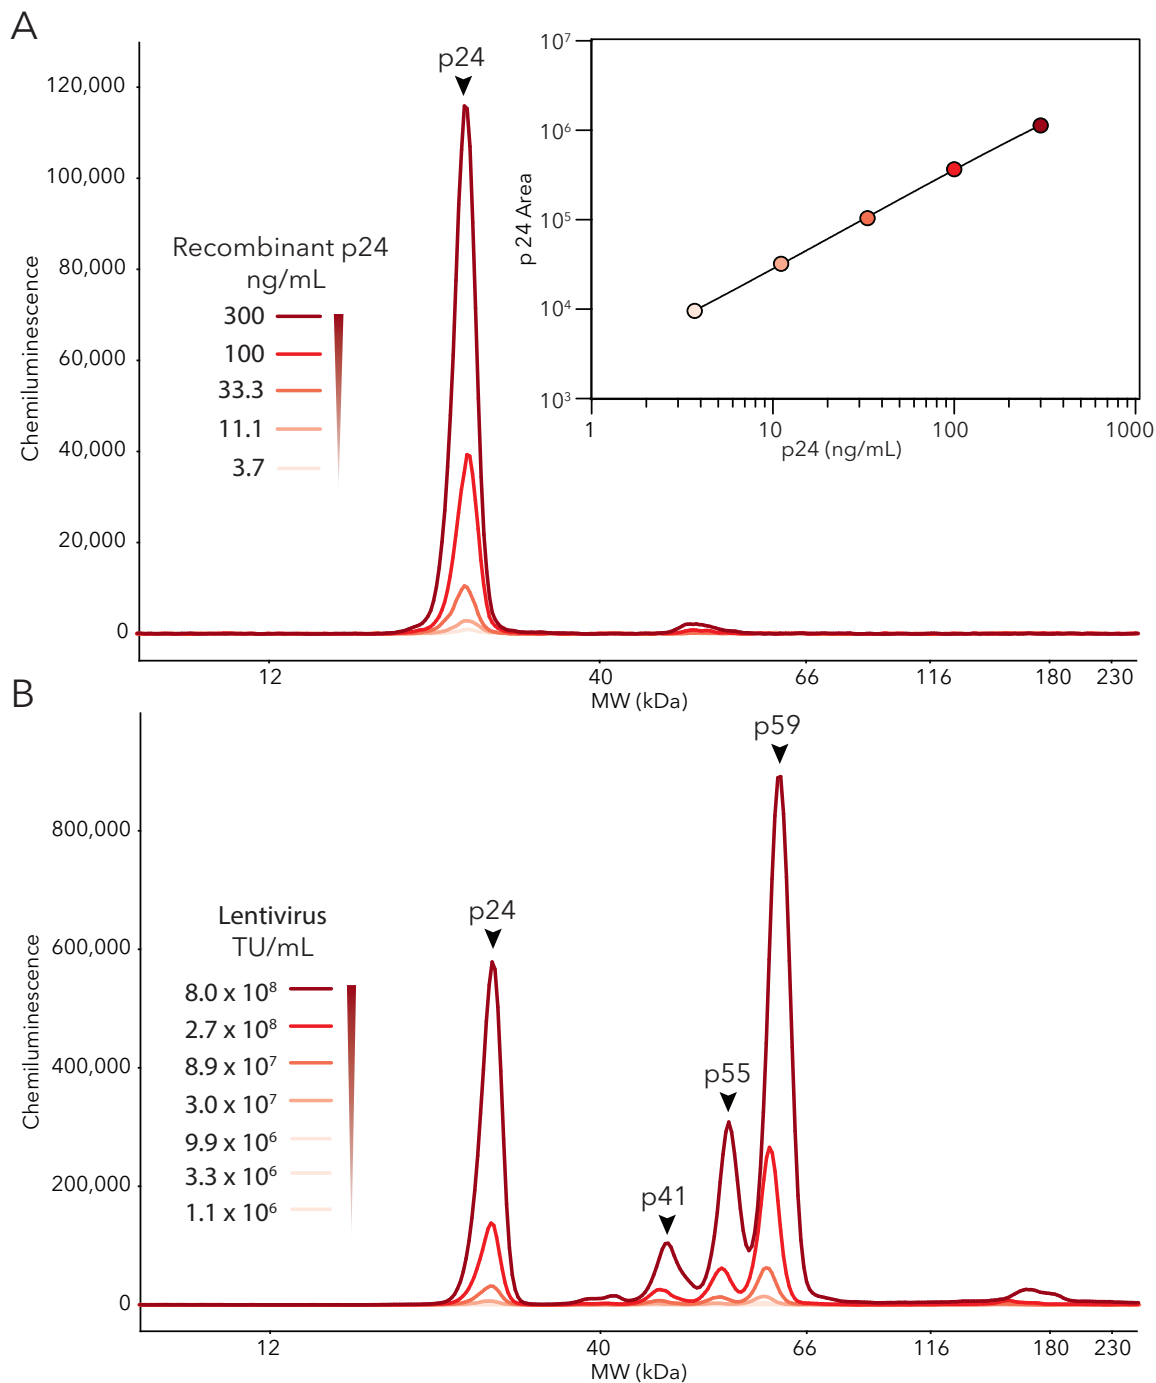 A
p24
120,000
100,000
80,000
60,000
40,000
20,000
0
Chemiluminescence
Recombinant p24
ng/mL
300
100
33.3
11.1
3.7
10⁷
10⁶
10⁵
10⁴
10³
p 24 Area
1 10 100 1000
p24 (ng/mL)
12 40 66 116 180 230
MW (kDa)
B
p59
p24
p55
p41
800,000
600,000
400,000
200,000
0
Chemiluminescence
Lentivirus
TU/mL
8.0 x 10⁸
2.7 x 10⁸
8.9 x 10⁷
3.0 x 10⁷
9.9 x 10⁶
3.3 x 10⁶
1.1 x 10⁶
12 40 66 116 180 230
MW (kDa)